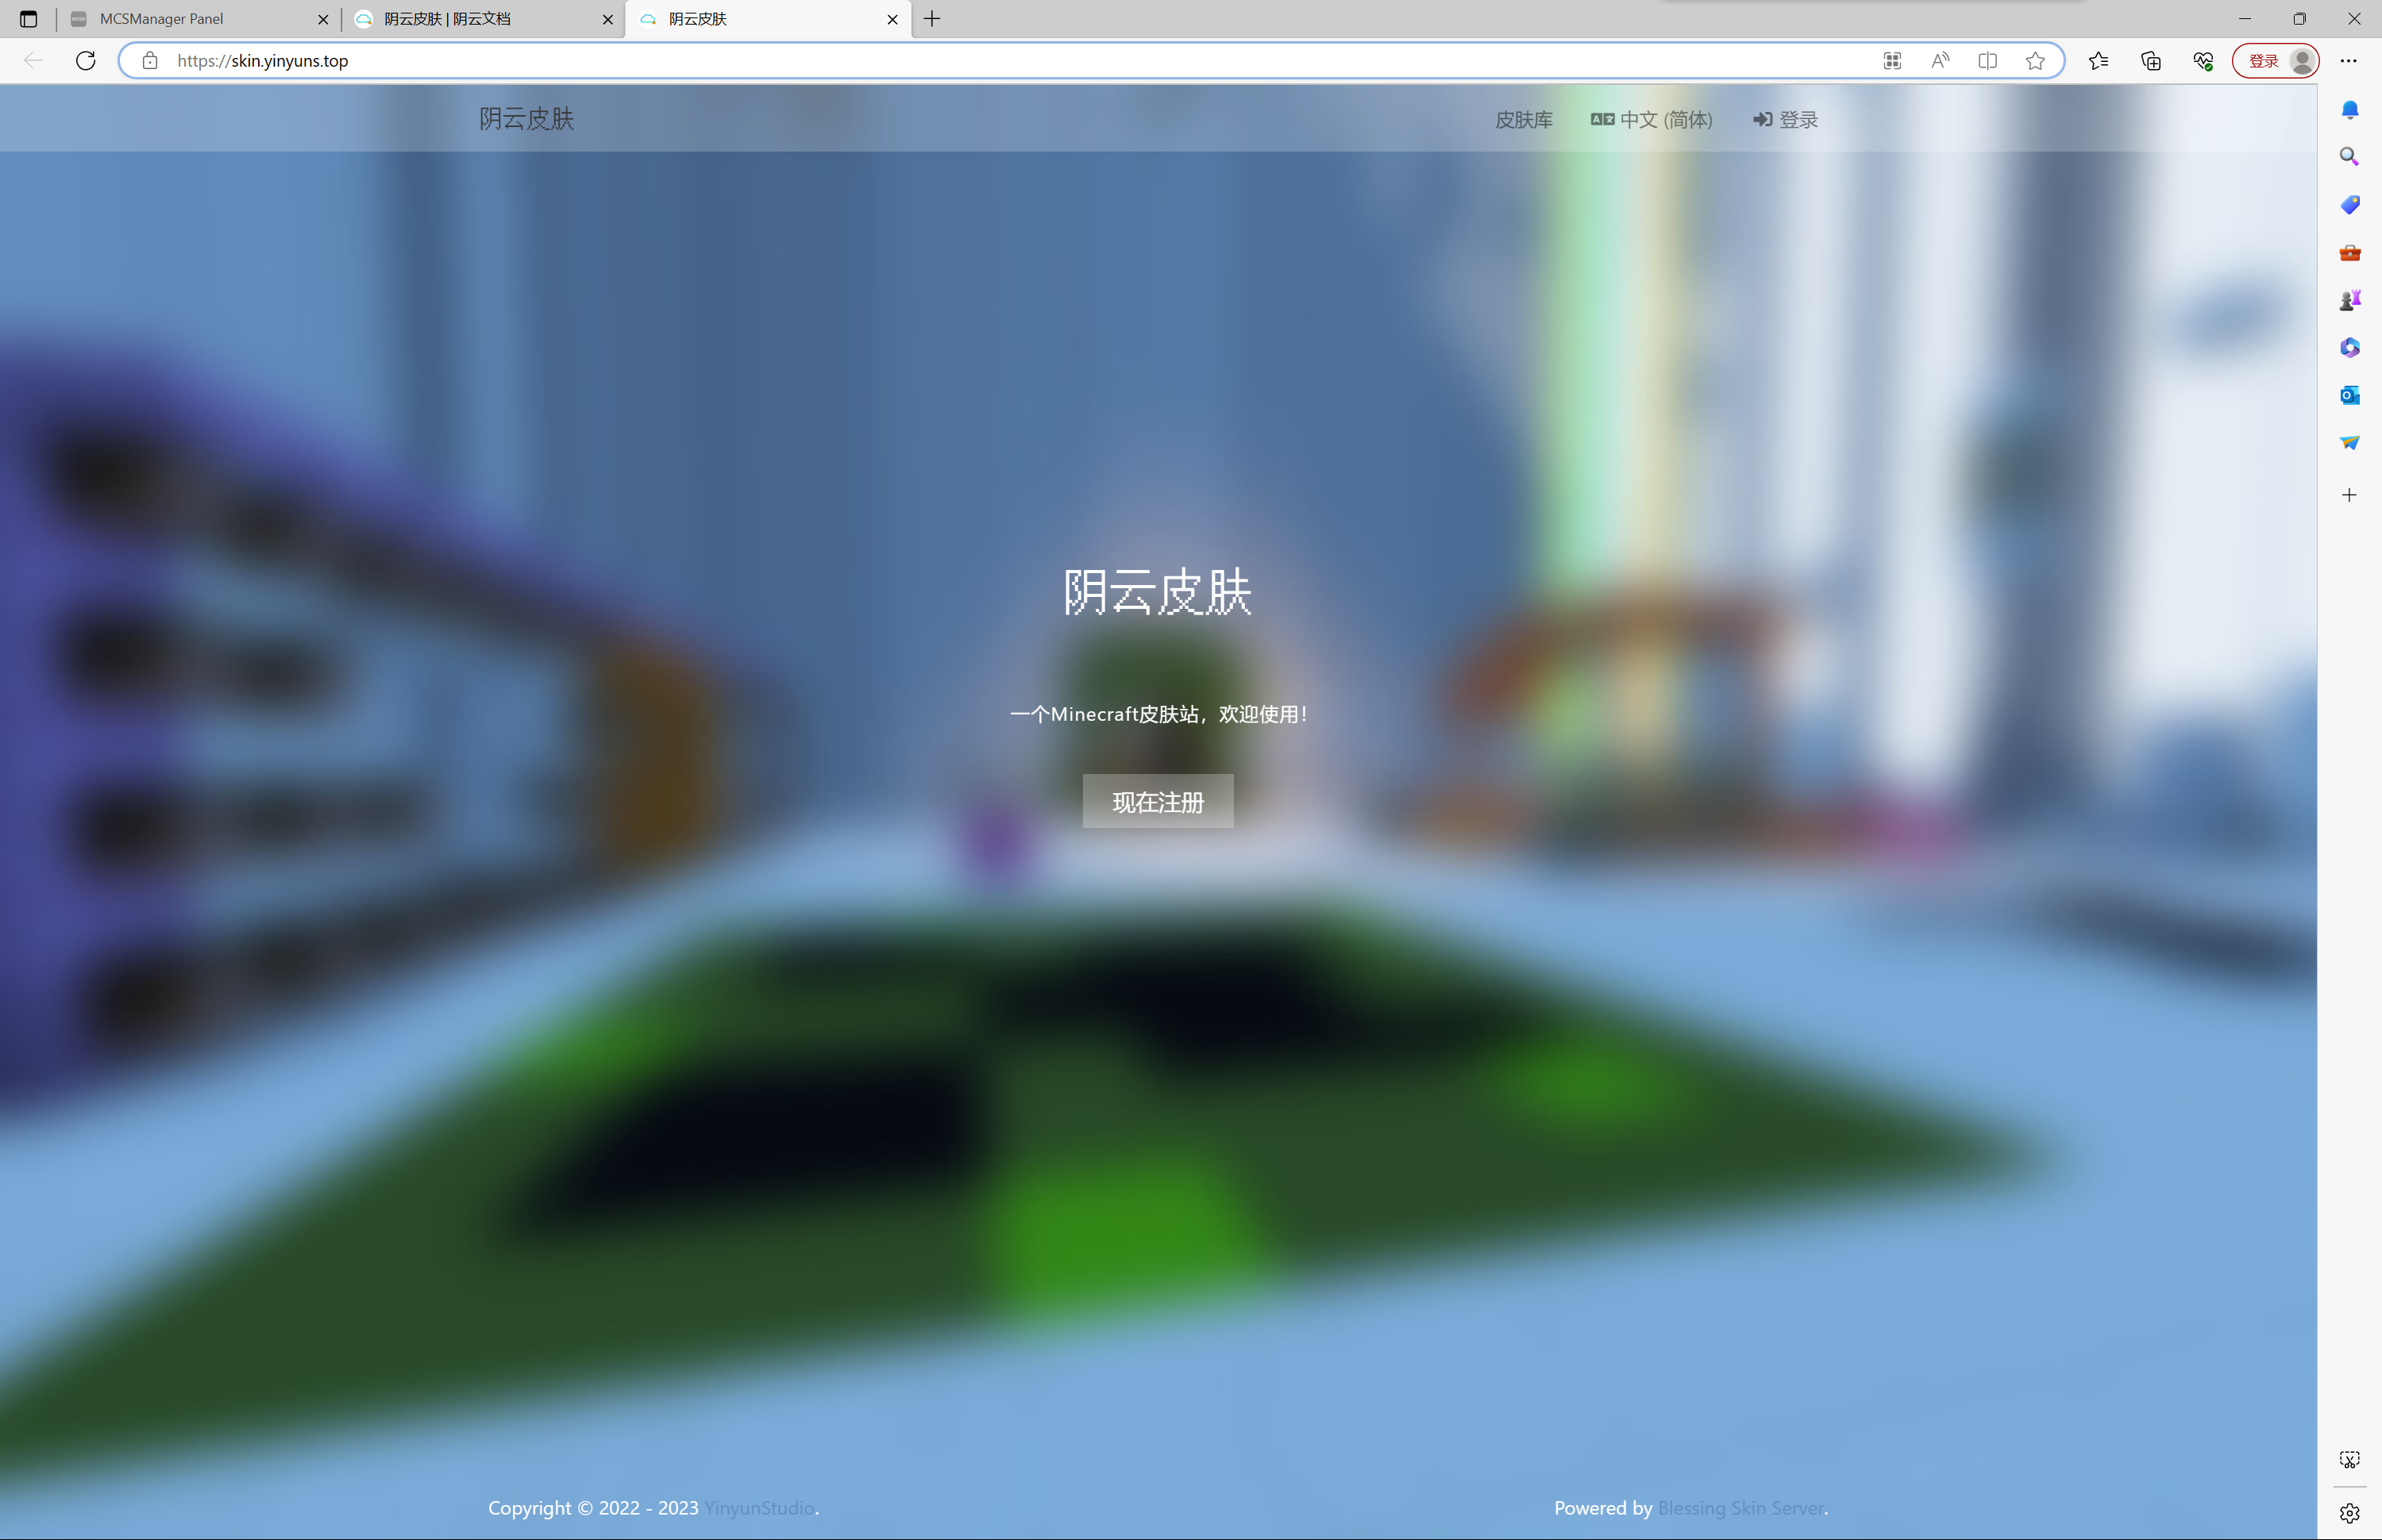 MCSManager Panel
阴云皮肤 | 阴云文档
阴云皮肤
https://skin.yinyuns.top
登录
阴云皮肤
皮肤库
中文 (简体)
登录
阴云皮肤
一个Minecraft皮肤站，欢迎使用！
现在注册
Copyright © 2022 - 2023 YinyunStudio.
Powered by Blessing Skin Server.